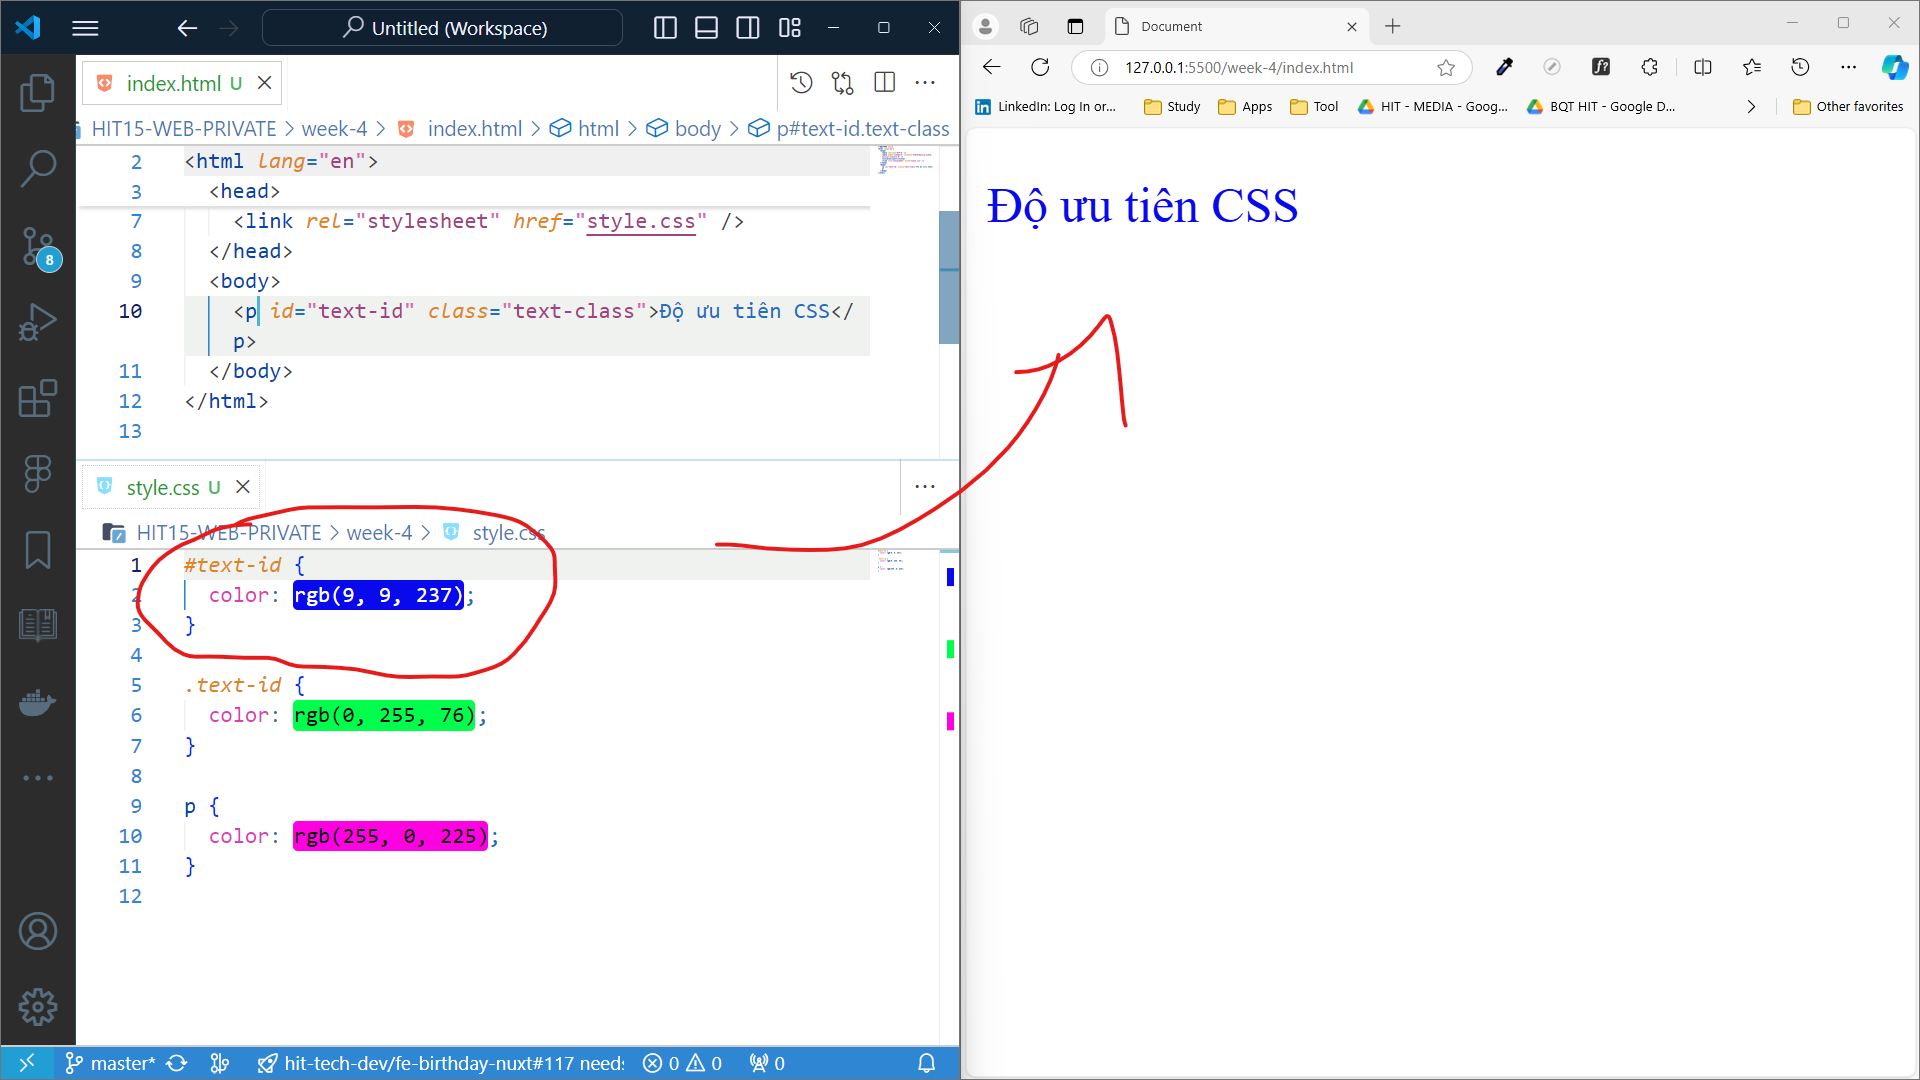 Untitled (Workspace)
index.html U
HIT15-WEB-PRIVATE > week-4 > index.html > html > body > p#text-id.text-class
2 <html lang="en">
3 <head>
7 <link rel="stylesheet" href="style.css" />
8 </head>
9 <body>
10 <p id="text-id" class="text-class">Độ ưu tiên CSS</
p>
11 </body>
12 </html>
13
style.css U
HIT15-WEB-PRIVATE > week-4 > style.css
1 #text-id {
2 color: rgb(9, 9, 237);
3 }
4
5 .text-id {
6 color: rgb(0, 255, 76);
7 }
8
9 p {
10 color: rgb(255, 0, 225);
11 }
12
8
master* hit-tech-dev/fe-birthday-nuxt#117 needs 0 0 0
Document
127.0.0.1:5500/week-4/index.html
LinkedIn: Log In or... Study Apps Tool HIT - MEDIA - Goog... BQT HIT - Google D... Other favorites
Độ ưu tiên CSS